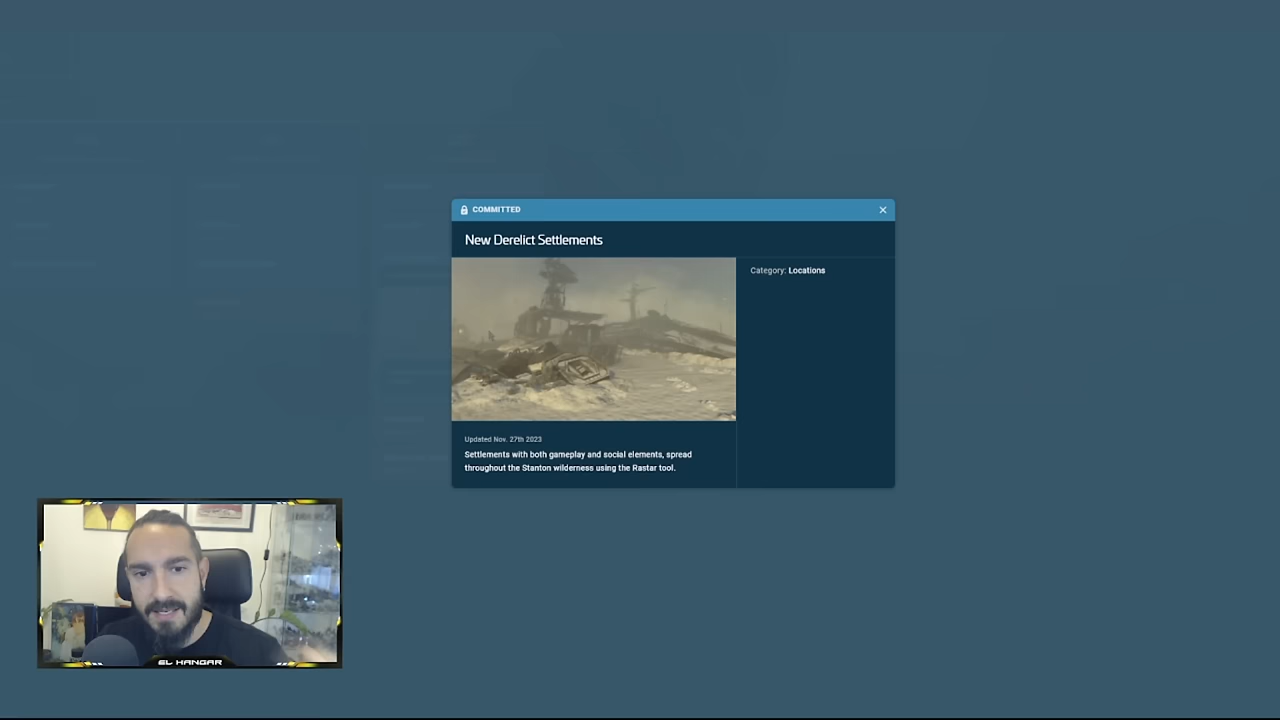 COMMITTED
New Derelict Settlements
Category: Locations
Updated Nov. 27th 2023
Settlements with both gameplay and social elements, spread
throughout the Stanton wilderness using the Rastar tool.
EL HANGAR